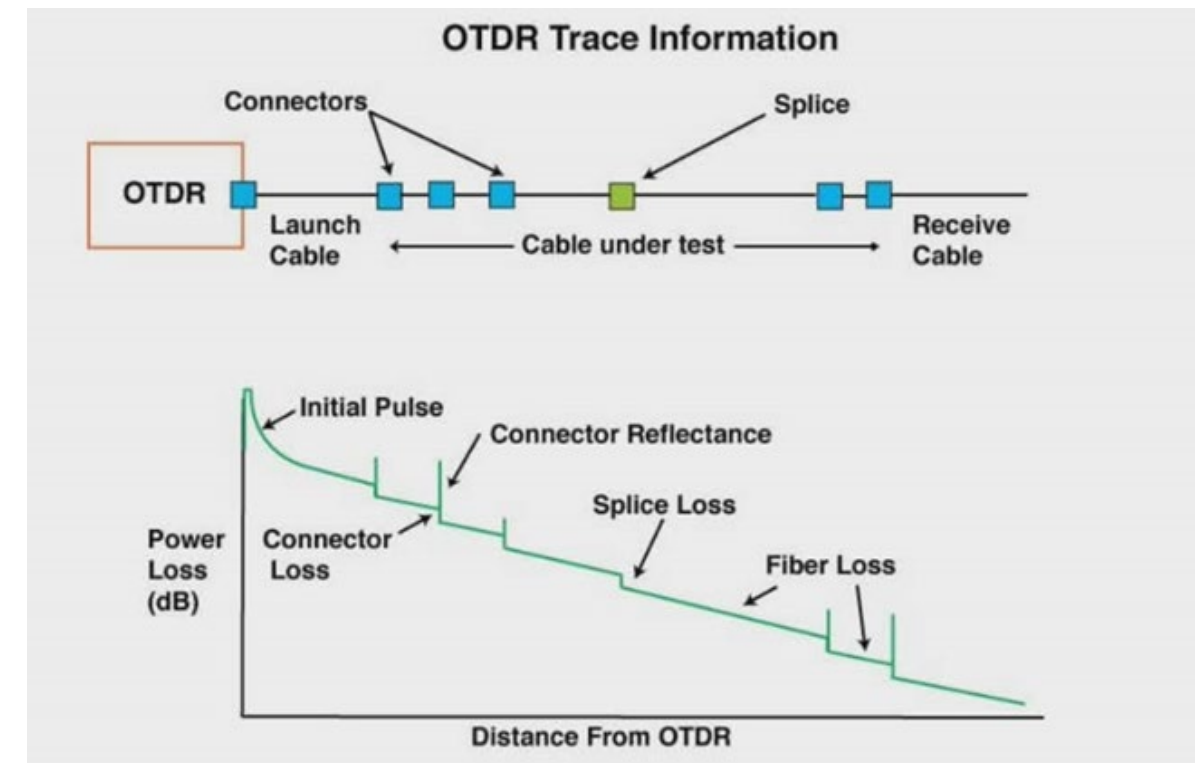 OTDR Trace Information
Connectors
Splice
OTDR
Launch
Cable
Cable under test
Receive
Cable
Initial Pulse
Connector Reflectance
Splice Loss
Power
Loss
(dB)
Connector
Loss
Fiber Loss
Distance From OTDR